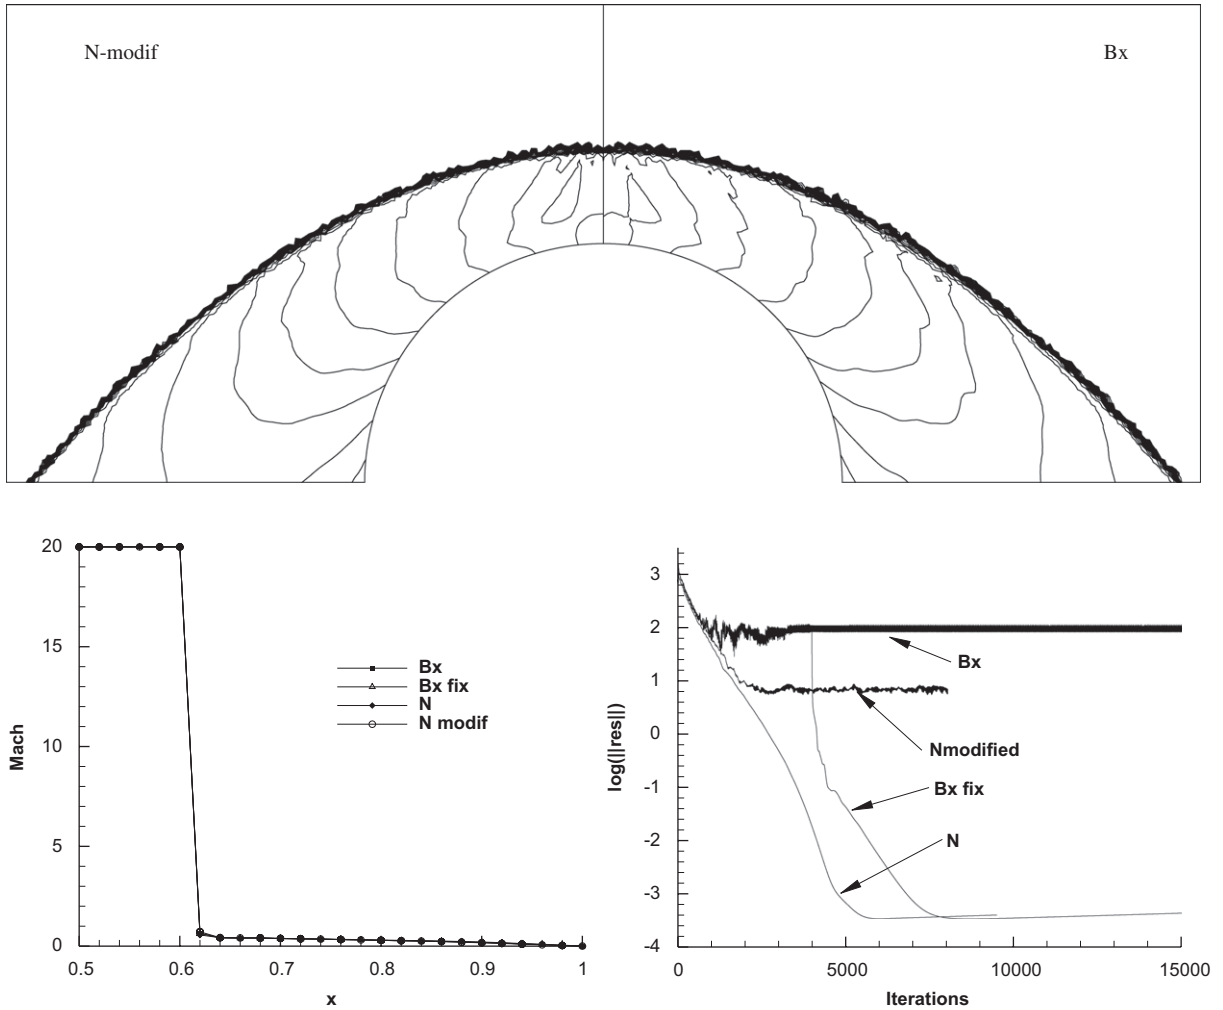 N-modif
Bx
20
15
10
5
0
Mach
0.5
0.6
0.7
0.8
0.9
1
x
Bx
Bx fix
N
N modif
3
2
1
0
-1
-2
-3
-4
log(||res||)
0
5000
10000
15000
Iterations
Bx
Nmodified
Bx fix
N